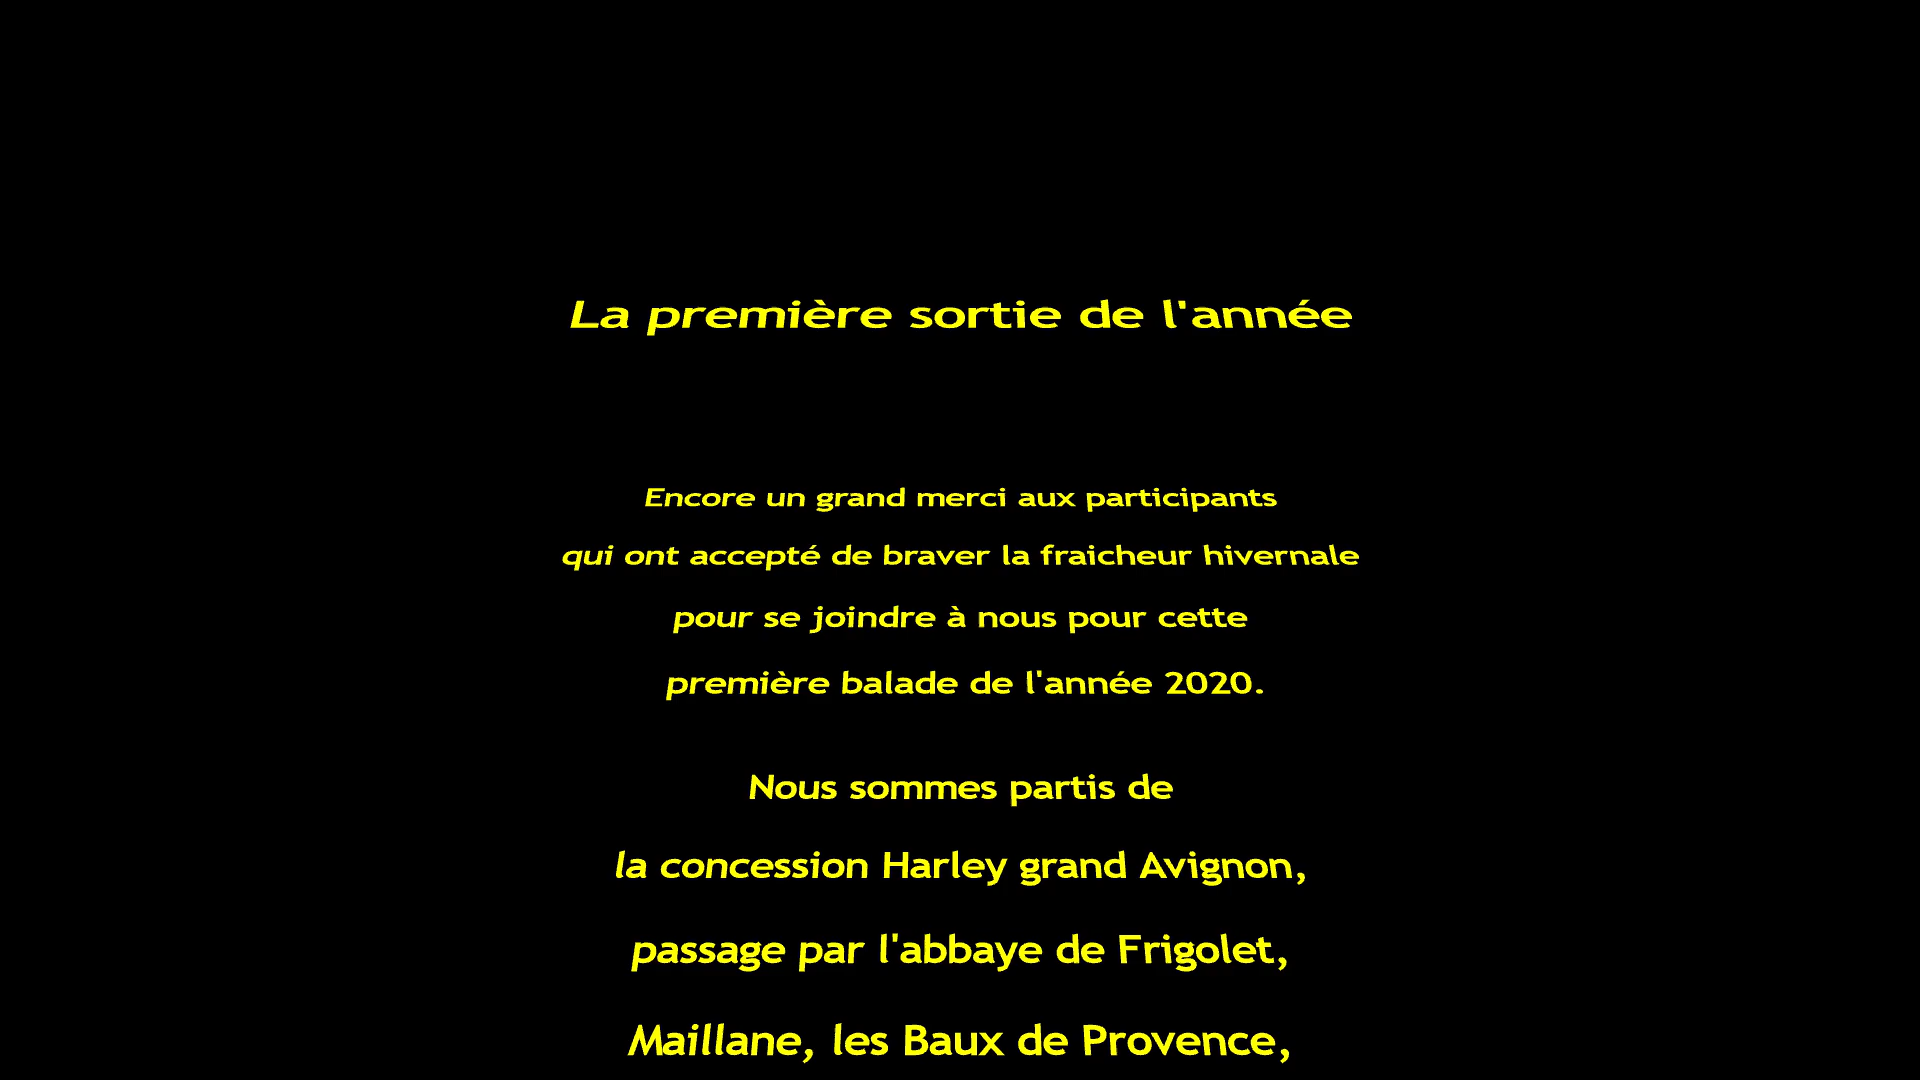 La première sortie de l'année
Encore un grand merci aux participants
qui ont accepté de braver la fraicheur hivernale
pour se joindre à nous pour cette
première balade de l'année 2020.
Nous sommes partis de
la concession Harley grand Avignon,
passage par l'abbaye de Frigolet,
Maillane, les Baux de Provence,